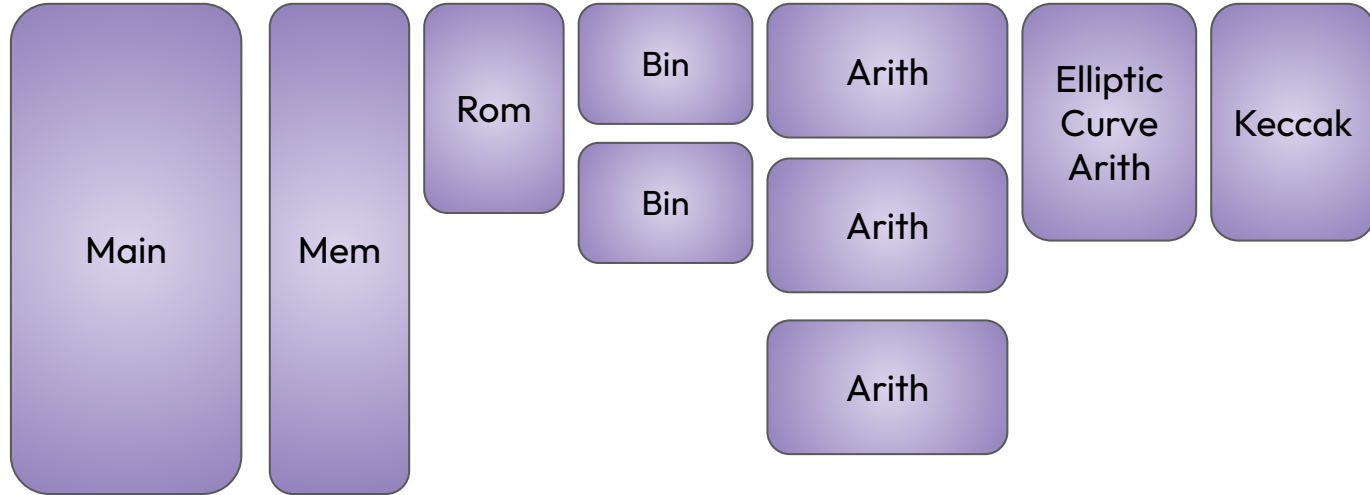 Main
Mem
Rom
Bin
Bin
Arith
Arith
Arith
Elliptic
Curve
Arith
Keccak